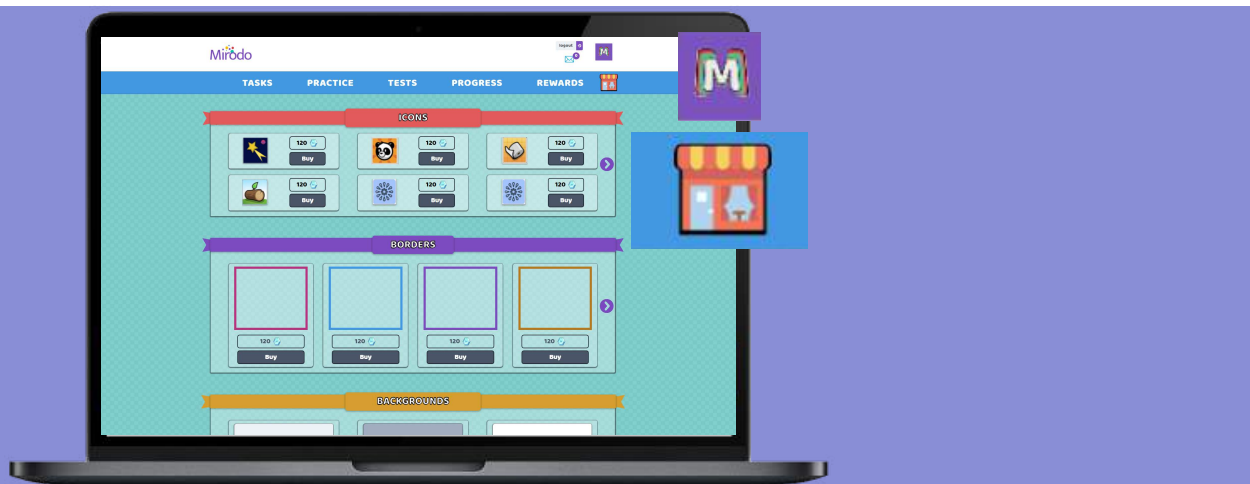 Mirodo
logout
M
M
TASKS PRACTICE TESTS PROGRESS REWARDS
ICONS
120 120 120
Buy Buy Buy
120 120 120
Buy Buy Buy
BORDERS
120 120 120 120
Buy Buy Buy Buy
BACKGROUNDS